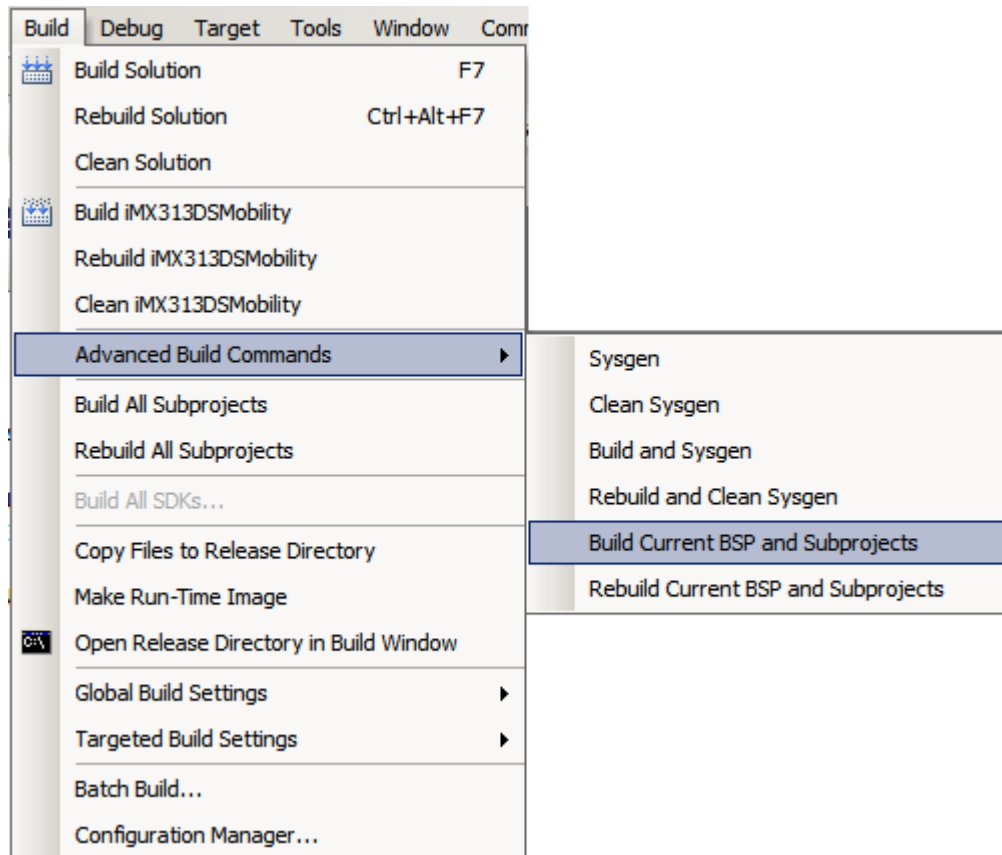 Build Debug Target Tools Window Com
Build Solution F7
Rebuild Solution Ctrl+Alt+F7
Clean Solution
Build iMX313DSMobility
Rebuild iMX313DSMobility
Clean iMX313DSMobility
Advanced Build Commands
Sysgen
Clean Sysgen
Build and Sysgen
Rebuild and Clean Sysgen
Build Current BSP and Subprojects
Rebuild Current BSP and Subprojects
Build All Subprojects
Rebuild All Subprojects
Build All SDKs...
Copy Files to Release Directory
Make Run-Time Image
C:\ Open Release Directory in Build Window
Global Build Settings
Targeted Build Settings
Batch Build...
Configuration Manager...